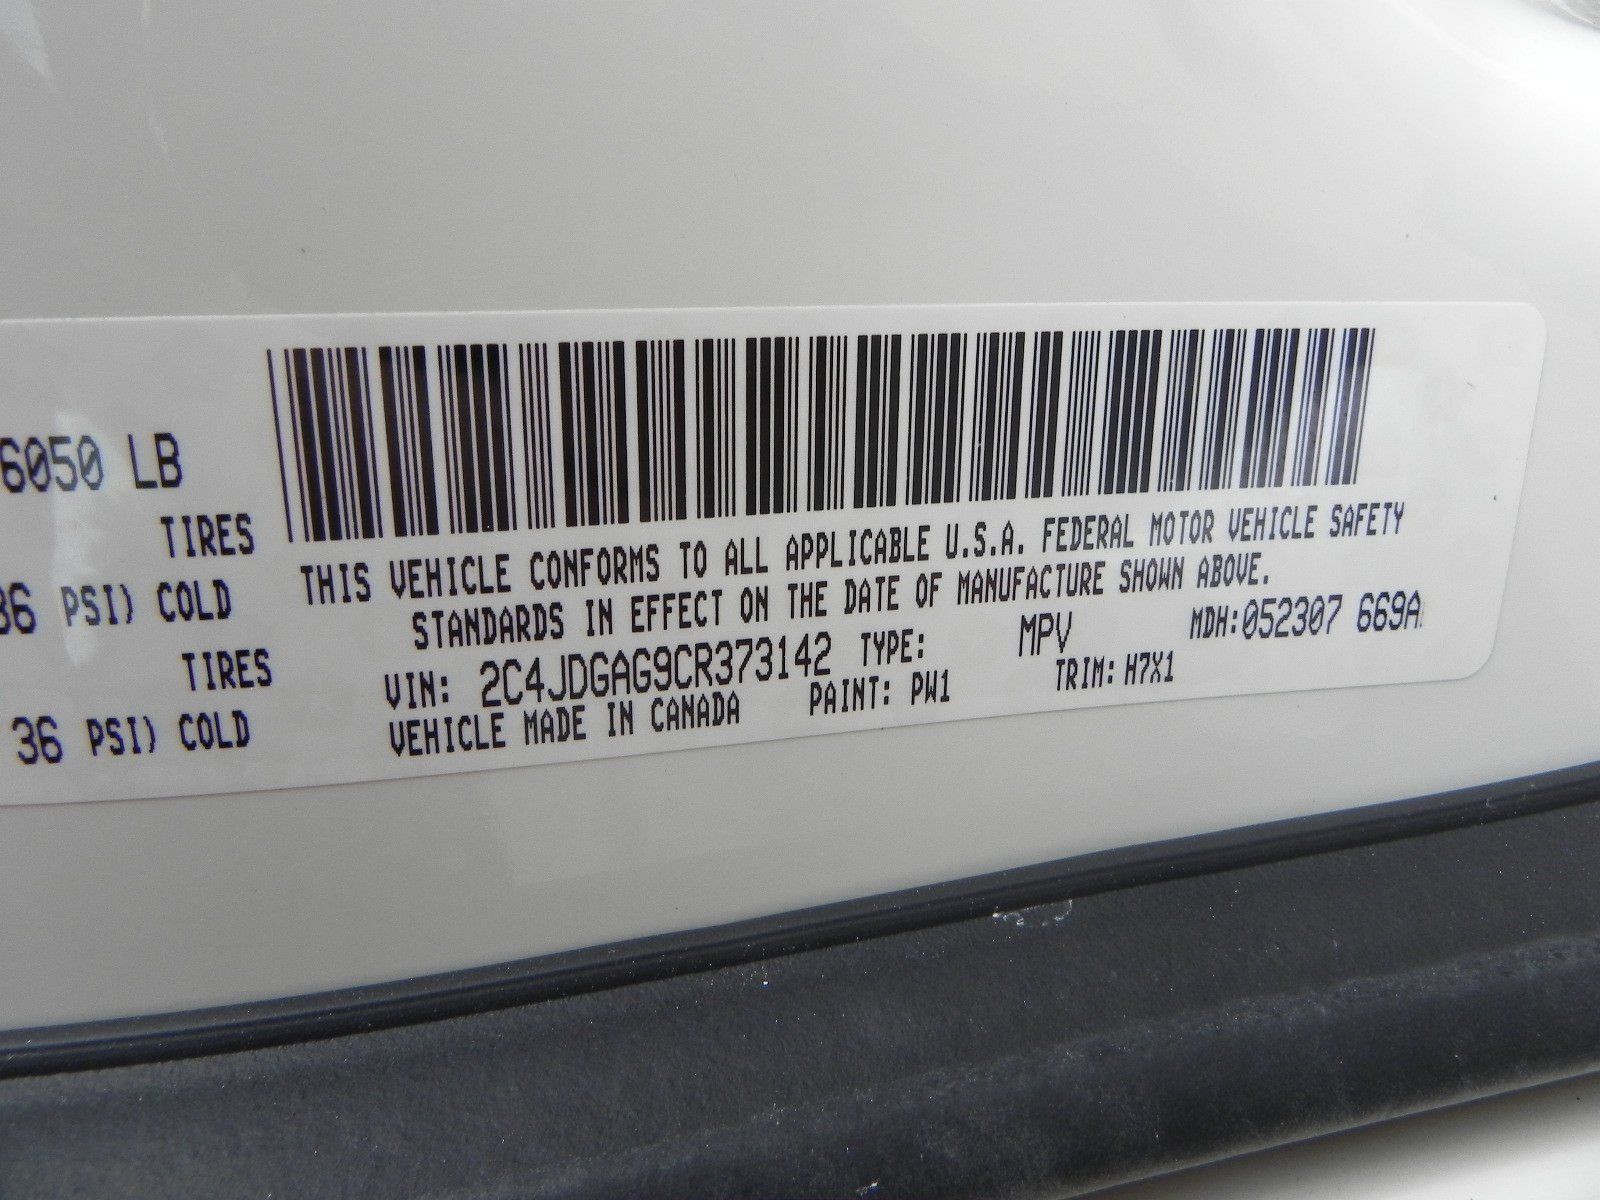 6050 LB
TIRES
36 PSI) COLD
TIRES
36 PSI) COLD
THIS VEHICLE CONFORMS TO ALL APPLICABLE U.S.A. FEDERAL MOTOR VEHICLE SAFETY
STANDARDS IN EFFECT ON THE DATE OF MANUFACTURE SHOWN ABOVE.
VIN: 2C4JDGAG9CR373142 TYPE: MPV MDH:052307 669A
VEHICLE MADE IN CANADA PAINT: PW1 TRIM: H7X1